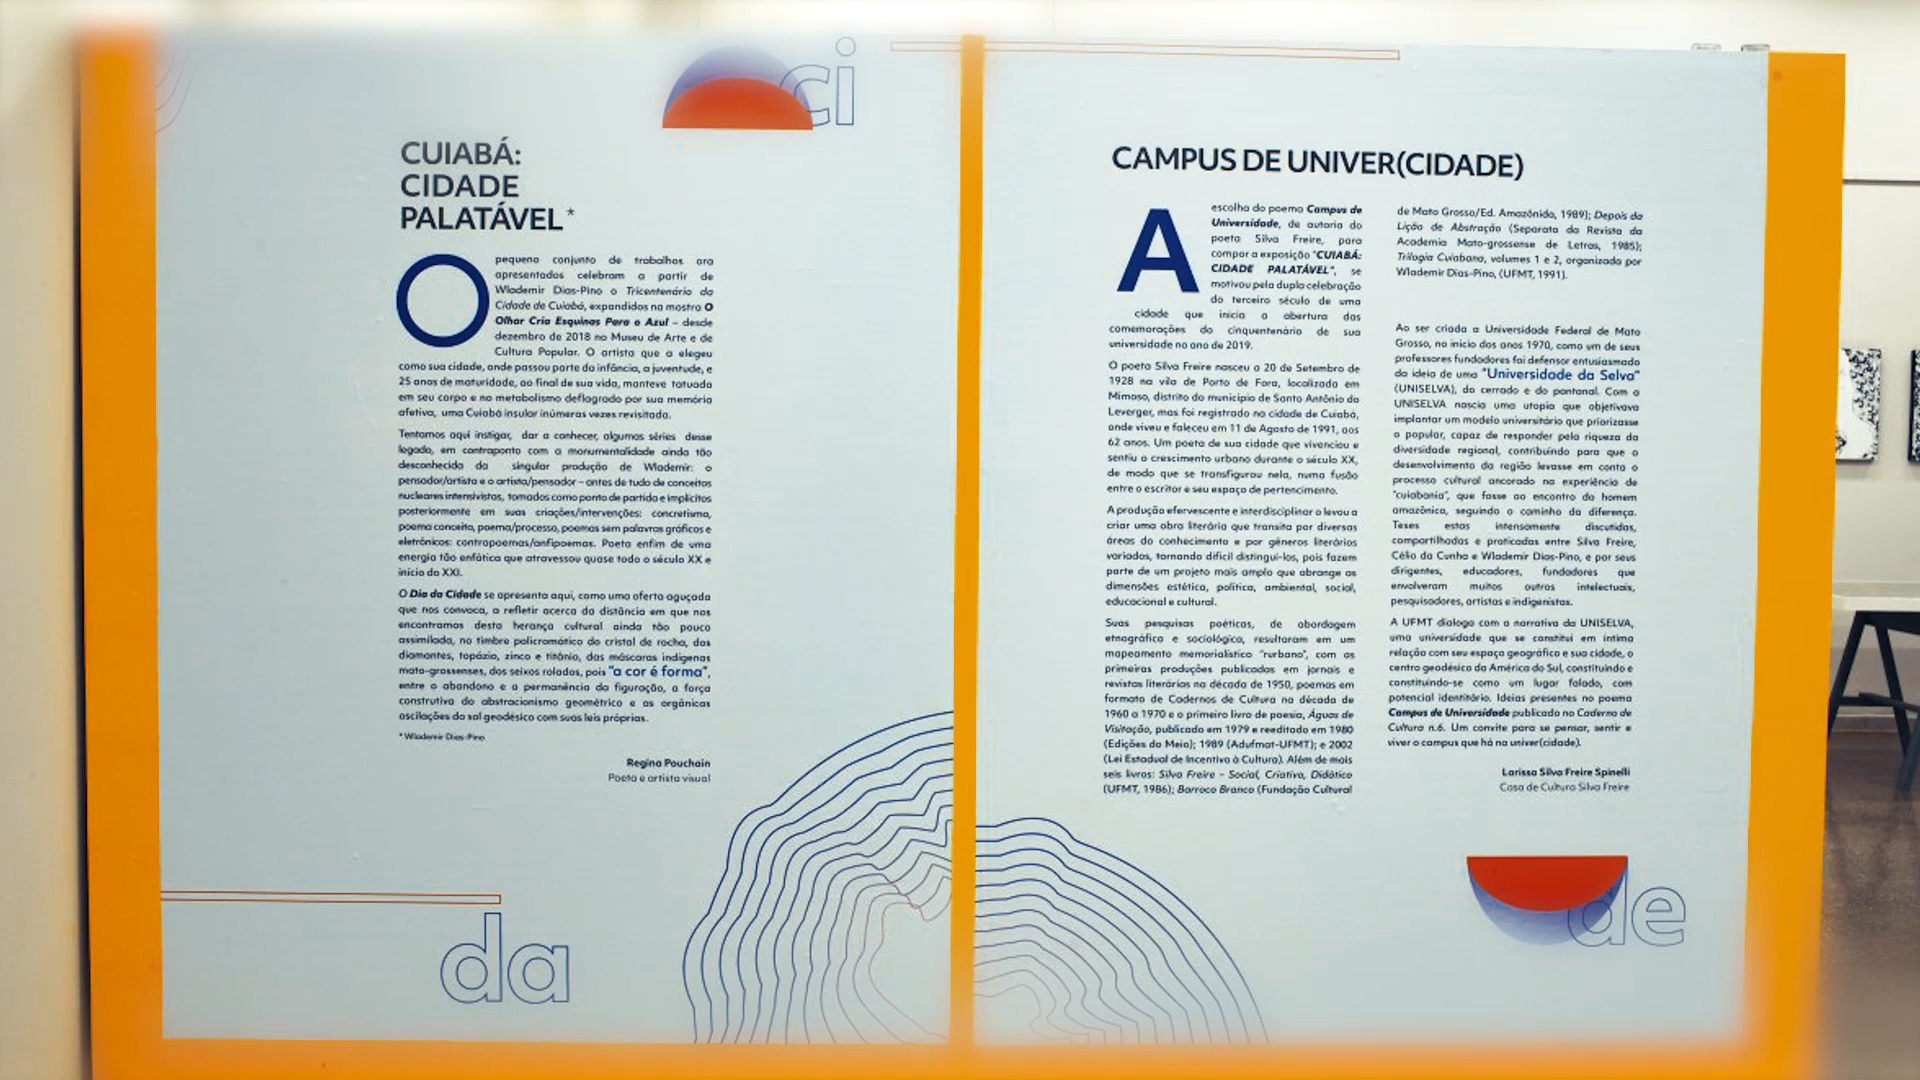 ci
CUIABÁ:
CIDADE
PALATÁVEL*
O pequeno conjunto de trabalhos ora
apresentados celebram a partir de
Wlademir Dias-Pino o Tricentenário da
Cidade de Cuiabá, expandidos na mostra O
Olhar Cria Esquinas Para o Azul – desde
dezembro de 2018 no Museu de Arte e de
Cultura Popular. O artista que a elegeu
como sua cidade, onde passou parte da infância, a juventude, e
25 anos de maturidade, ao final de sua vida, manteve tatuada
em seu corpo e no metabolismo deflagrado por sua memória
afetiva, uma Cuiabá insular inúmeras vezes revisitada.
Tentamos aqui instigar, dar a conhecer, algumas séries desse
legado, em contraponto com a monumentalidade ainda tão
desconhecida da singular produção de Wlademir: o
pensador/artista e o artista/pensador – antes de tudo de conceitos
nucleares intensivistas, tomados como ponto de partida e implícitos
posteriormente em suas criações/intervenções: concretismo,
poema conceito, poema/processo, poemas sem palavras gráficos e
eletrônicos: contrapoemas/anfipoemas. Poeta enfim de uma
energia tão enfática que atravessou quase todo o século XX e
início do XXI.
O Dia da Cidade se apresenta aqui, como uma oferta aguçada
que nos convoca, a refletir acerca da distância em que nos
encontramos desta herança cultural ainda tão pouco
assimilada, no timbre policromático do cristal de rocha, dos
diamantes, topázio, zinco e titânio, das máscaras indígenas
mato-grossenses, dos seixos rolados, pois "a cor é forma",
entre o abandono e a permanência da figuração, a força
construtiva do abstracionismo geométrico e as orgânicas
oscilações do sol geodésico com suas leis próprias.
* Wlademir Dias-Pino
Regina Pouchain
Poeta e artista visual
da
CAMPUS DE UNIVER(CIDADE)
A escolha do poema Campus de
Universidade, de autoria do
poeta Silva Freire, para
compor a exposição "CUIABÁ:
CIDADE PALATÁVEL", se
motivou pela dupla celebração
do terceiro século de uma
cidade que inicia a abertura das
comemorações do cinquentenário de sua
universidade no ano de 2019.
O poeta Silva Freire nasceu a 20 de Setembro de
1928 na vila de Porto de Fora, localizada em
Mimoso, distrito do município de Santo Antônio do
Leverger, mas foi registrado na cidade de Cuiabá,
onde viveu e faleceu em 11 de Agosto de 1991, aos
62 anos. Um poeta de sua cidade que vivenciou e
sentiu o crescimento urbano durante o século XX,
de modo que se transfigurou nela, numa fusão
entre o escritor e seu espaço de pertencimento.
A produção efervescente e interdisciplinar o levou a
criar uma obra literária que transita por diversas
áreas do conhecimento e por gêneros literários
variados, tornando difícil distingui-los, pois fazem
parte de um projeto mais amplo que abrange as
dimensões estética, política, ambiental, social,
educacional e cultural.
Suas pesquisas poéticas, de abordagem
etnográfico e sociológico, resultaram em um
mapeamento memorialístico "rurbano", com as
primeiras produções publicadas em jornais e
revistas literárias na década de 1950, poemas em
formato de Cadernos de Cultura na década de
1960 a 1970 e o primeiro livro de poesia, Águas de
Visitação, publicado em 1979 e reeditado em 1980
(Edições do Meio); 1989 (Adufmat-UFMT); e 2002
(Lei Estadual de Incentivo à Cultura). Além de mais
seis livros: Silva Freire – Social, Criativo, Didático
(UFMT, 1986); Barroco Branco (Fundação Cultural
de Mato Grosso/Ed. Amazônida, 1989); Depois da
Lição de Abstração (Separata da Revista da
Academia Mato-grossense de Letras, 1985);
Trilogia Cuiabana, volumes 1 e 2, organizada por
Wlademir Dias-Pino, (UFMT, 1991).
Ao ser criada a Universidade Federal de Mato
Grosso, no início dos anos 1970, como um de seus
professores fundadores foi defensor entusiasmado
da ideia de uma "Universidade da Selva"
(UNISELVA), do cerrado e do pantanal. Com a
UNISELVA nascia uma utopia que objetivava
implantar um modelo universitário que priorizasse
o popular, capaz de responder pela riqueza da
diversidade regional, contribuindo para que o
desenvolvimento da região levasse em conta o
processo cultural ancorado na experiência de
"cuiabania", que fosse ao encontro do homem
amazônico, seguindo o caminho da diferença.
Teses estas intensamente discutidas,
compartilhadas e praticadas entre Silva Freire,
Célio da Cunha e Wlademir Dias-Pino, e por seus
dirigentes, educadores, fundadores que
envolveram muitos outros intelectuais,
pesquisadores, artistas e indigenistas.
A UFMT dialoga com a narrativa da UNISELVA,
uma universidade que se constitui em íntima
relação com seu espaço geográfico e sua cidade, o
centro geodésico da América do Sul, constituindo e
constituindo-se como um lugar falado, com
potencial identitário. Ideias presentes no poema
Campus de Universidade publicado no Caderno de
Cultura n.6. Um convite para se pensar, sentir e
viver o campus que há na univer(cidade).
Larissa Silva Freire Spinelli
Casa de Cultura Silva Freire
de